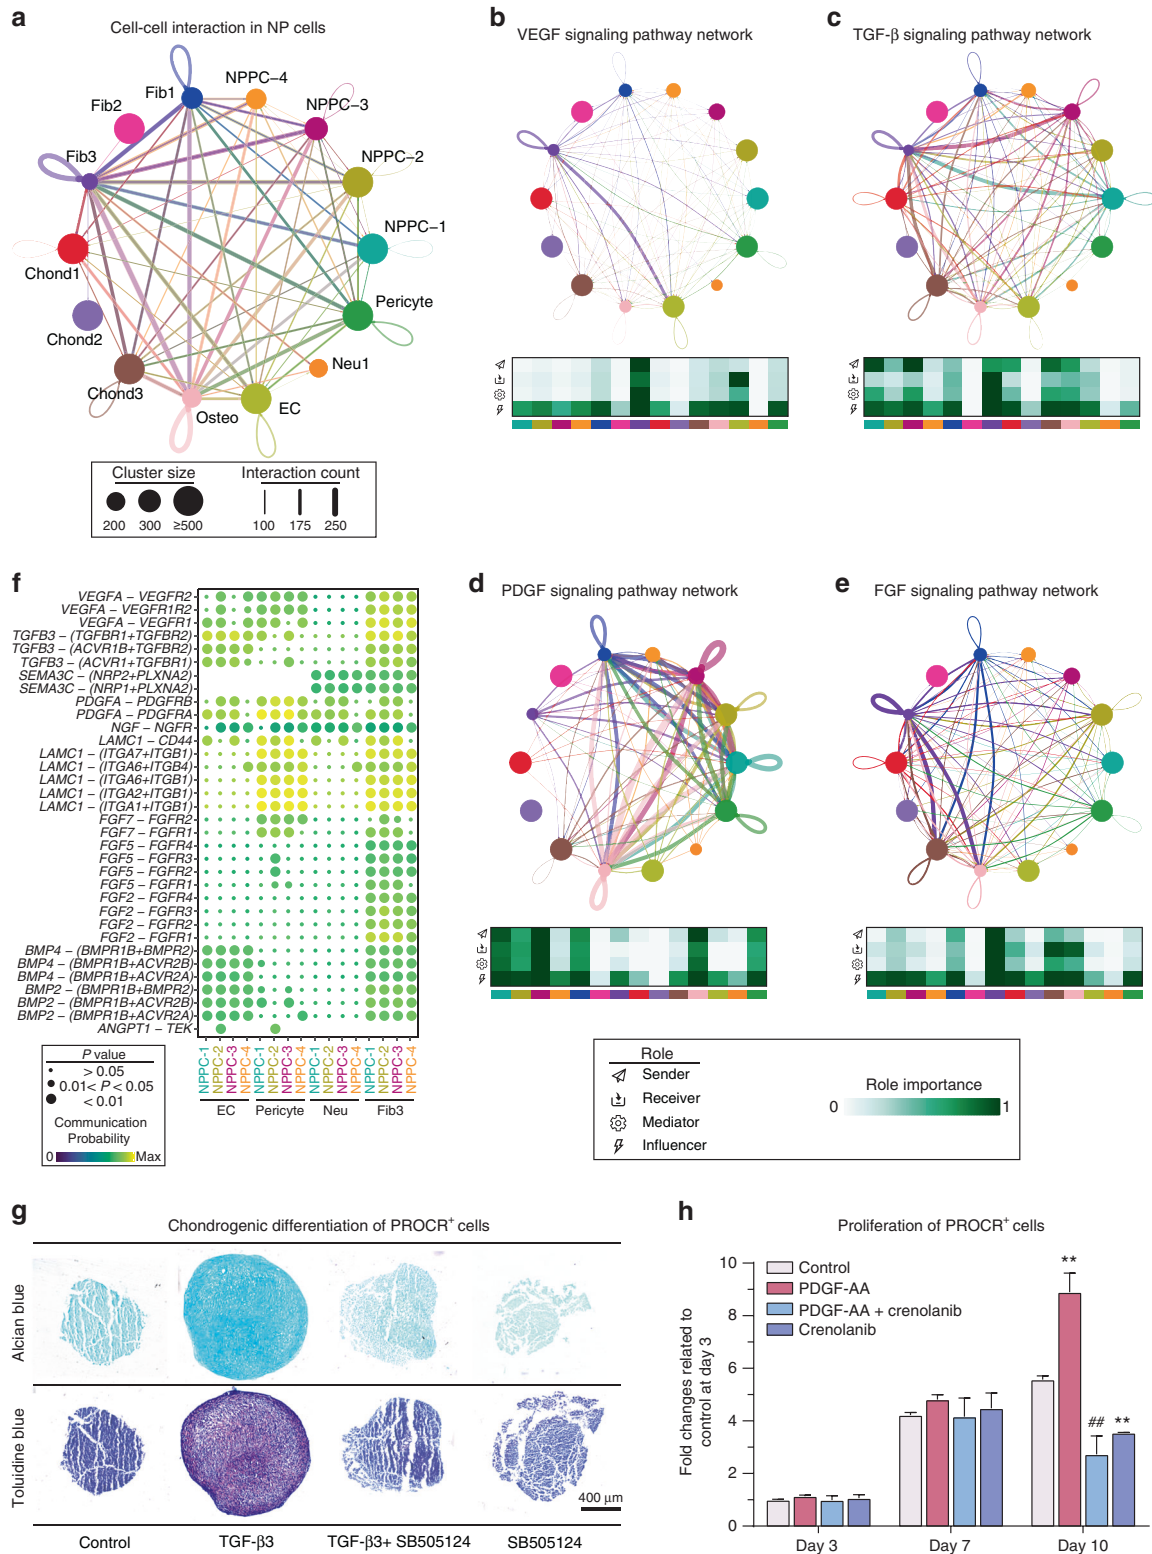 a
Cell-cell interaction in NP cells
Fib1
NPPC−4
Fib2
NPPC−3
Fib3
NPPC−2
NPPC−1
Chond1
Pericyte
Chond2
Neu1
Chond3
Osteo
EC
Cluster size
Interaction count
200 300 ≥500
100 175 250
b
VEGF signaling pathway network
c
TGF-β signaling pathway network
f
VEGFA − VEGFR2
VEGFA − VEGFR1R2
VEGFA − VEGFR1
TGFB3 − (TGFBR1+TGFBR2)
TGFB3 − (ACVR1B+TGFBR2)
TGFB3 − (ACVR1+TGFBR1)
SEMA3C − (NRP2+PLXNA2)
SEMA3C − (NRP1+PLXNA2)
PDGFA − PDGFRB
PDGFA − PDGFRA
NGF − NGFR
LAMC1 − CD44
LAMC1 − (ITGA7+ITGB1)
LAMC1 − (ITGA6+ITGB4)
LAMC1 − (ITGA6+ITGB1)
LAMC1 − (ITGA2+ITGB1)
LAMC1 − (ITGA1+ITGB1)
FGF7 − FGFR2
FGF7 − FGFR1
FGF5 − FGFR4
FGF5 − FGFR3
FGF5 − FGFR2
FGF5 − FGFR1
FGF2 − FGFR4
FGF2 − FGFR3
FGF2 − FGFR2
FGF2 − FGFR1
BMP4 − (BMPR1B+BMPR2)
BMP4 − (BMPR1B+ACVR2B)
BMP4 − (BMPR1B+ACVR2A)
BMP2 − (BMPR1B+BMPR2)
BMP2 − (BMPR1B+ACVR2B)
BMP2 − (BMPR1B+ACVR2A)
ANGPT1 − TEK
NPPC-1 NPPC-2 NPPC-3 NPPC-4 NPPC-1 NPPC-2 NPPC-3 NPPC-4 NPPC-1 NPPC-2 NPPC-3 NPPC-4 NPPC-1 NPPC-2 NPPC-3 NPPC-4
EC Pericyte Neu Fib3
P value
> 0.05
0.01< P < 0.05
< 0.01
Communication
Probability
0 Max
d
PDGF signaling pathway network
e
FGF signaling pathway network
Role
Sender
Receiver
Mediator
Influencer
Role importance
0 1
g
Chondrogenic differentiation of PROCR+ cells
Alcian blue
Toluidine blue
400 μm
Control TGF-β3 TGF-β3+ SB505124 SB505124
h
Proliferation of PROCR+ cells
Fold changes related to
control at day 3
10
8
6
4
2
0
Control
PDGF-AA
PDGF-AA + crenolanib
Crenolanib
**
##
**
Day 3 Day 7 Day 10